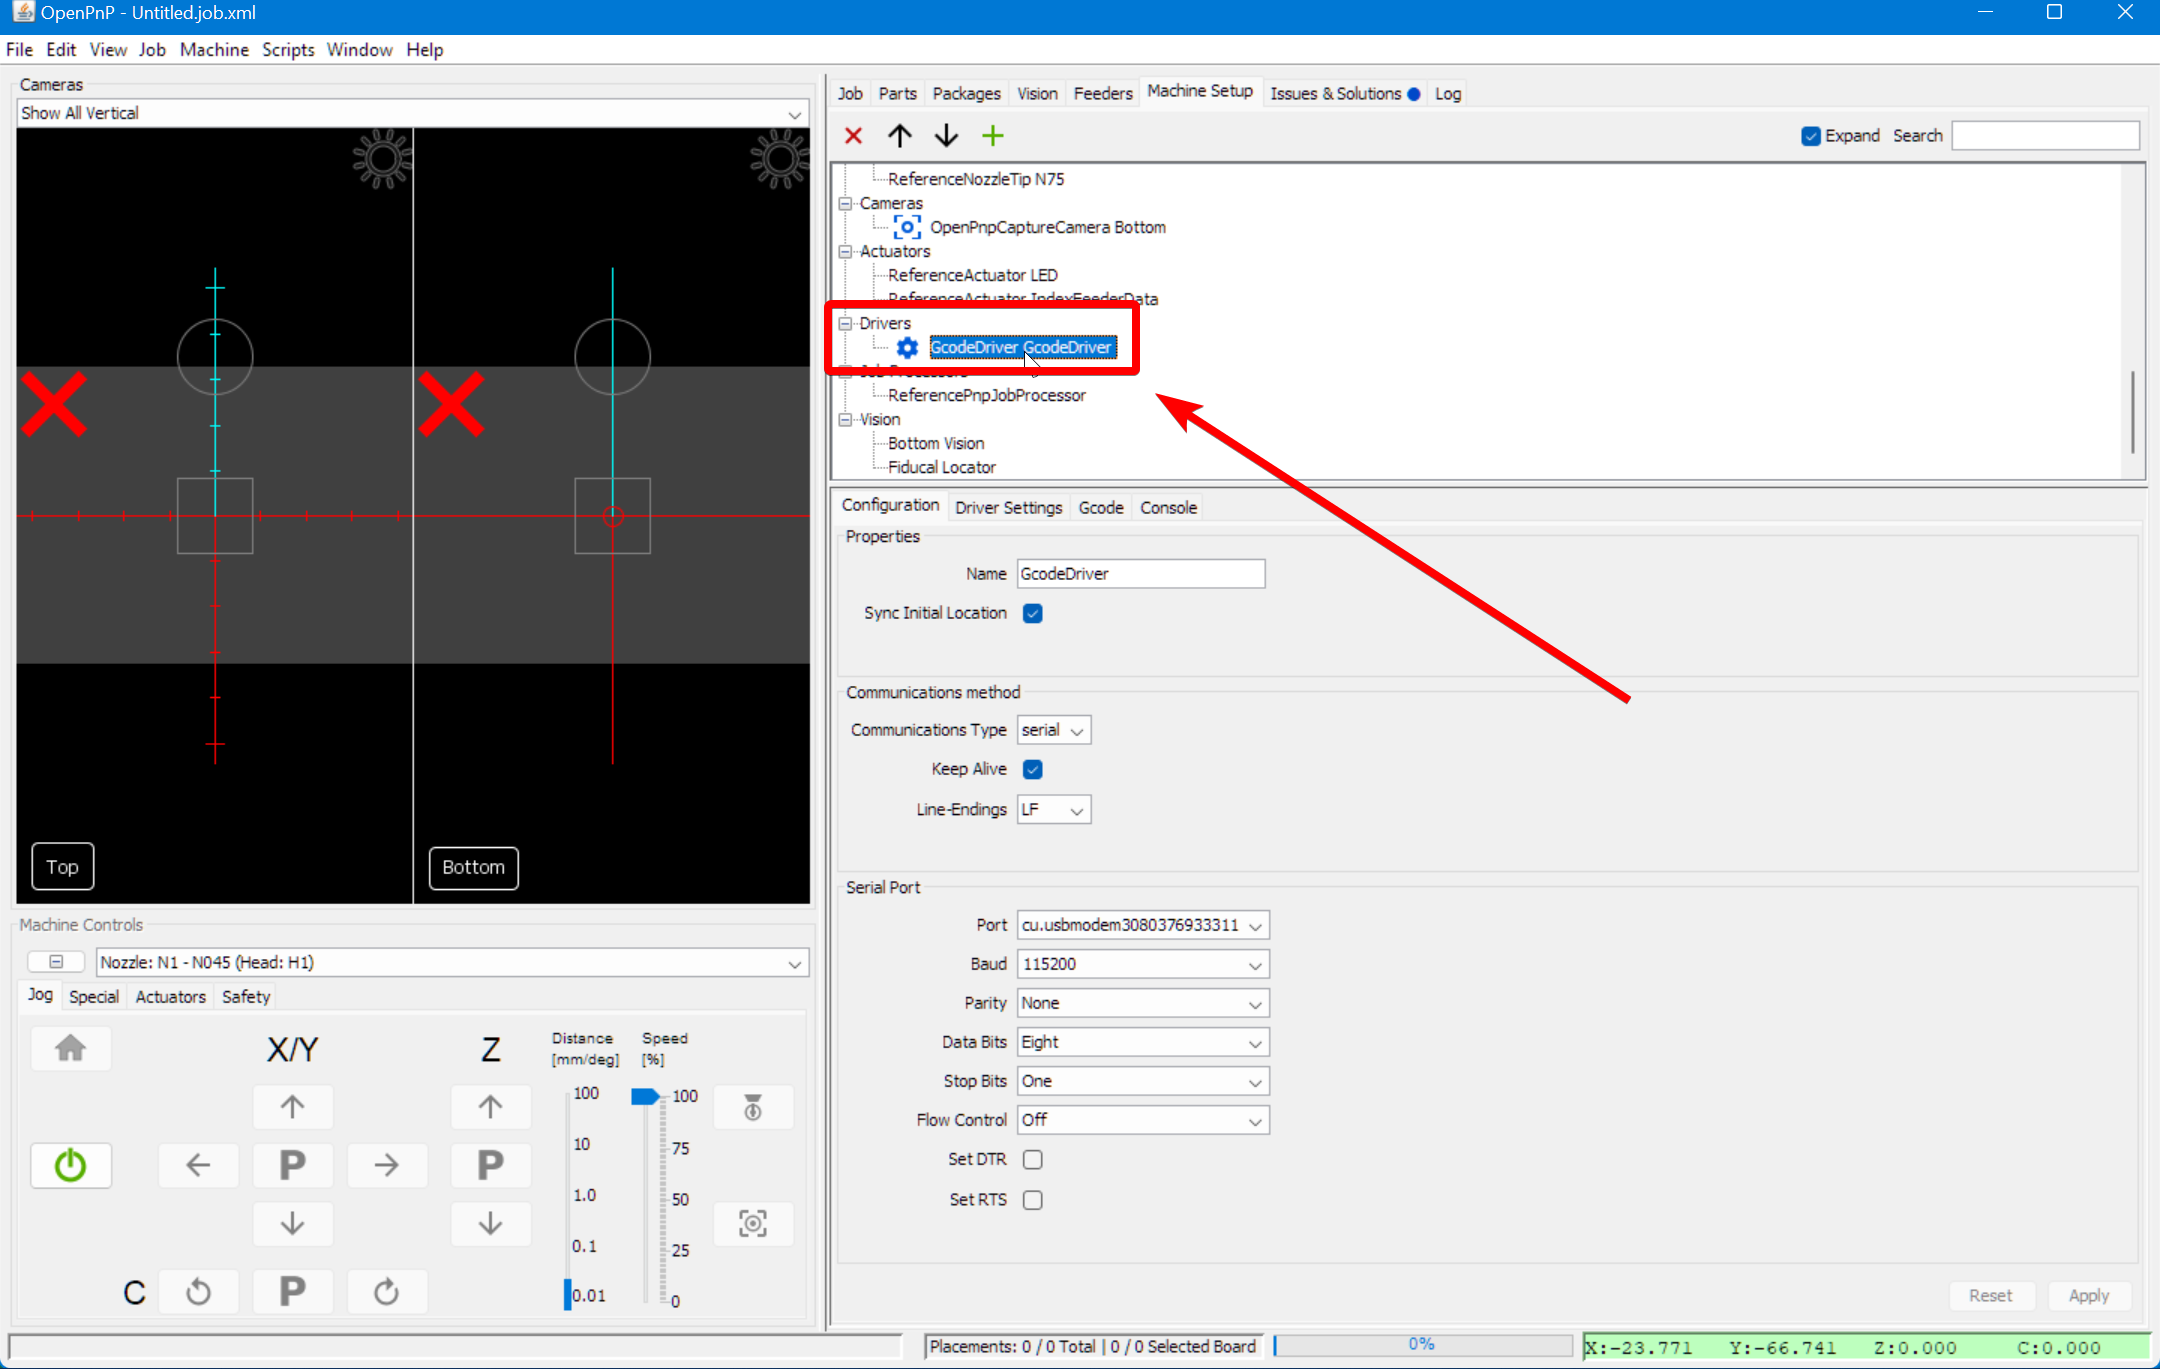 OpenPnP - Untitled.job.xml
File Edit View Job Machine Scripts Window Help
Cameras
Show All Vertical
Top
Bottom
Machine Controls
Nozzle: N1 - N045 (Head: H1)
Jog Special Actuators Safety
X/Y
Z
Distance
[mm/deg]
Speed
[%]
100
10
1.0
0.1
0.01
100
75
50
25
0
P
P
C
P
Job Parts Packages Vision Feeders Machine Setup Issues & Solutions Log
Expand Search
ReferenceNozzleTip N75
Cameras
OpenPnpCaptureCamera Bottom
Actuators
ReferenceActuator LED
ReferenceActuator IndexFeederData
Drivers
GcodeDriver GcodeDriver
Job Processors
ReferencePnpJobProcessor
Vision
Bottom Vision
Fiducal Locator
Configuration Driver Settings Gcode Console
Properties
Name GcodeDriver
Sync Initial Location
Communications method
Communications Type serial
Keep Alive
Line-Endings LF
Serial Port
Port cu.usbmodem3080376933311
Baud 115200
Parity None
Data Bits Eight
Stop Bits One
Flow Control Off
Set DTR
Set RTS
Reset Apply
Placements: 0 / 0 Total | 0 / 0 Selected Board
0%
X:-23.771 Y:-66.741 Z:0.000 C:0.000